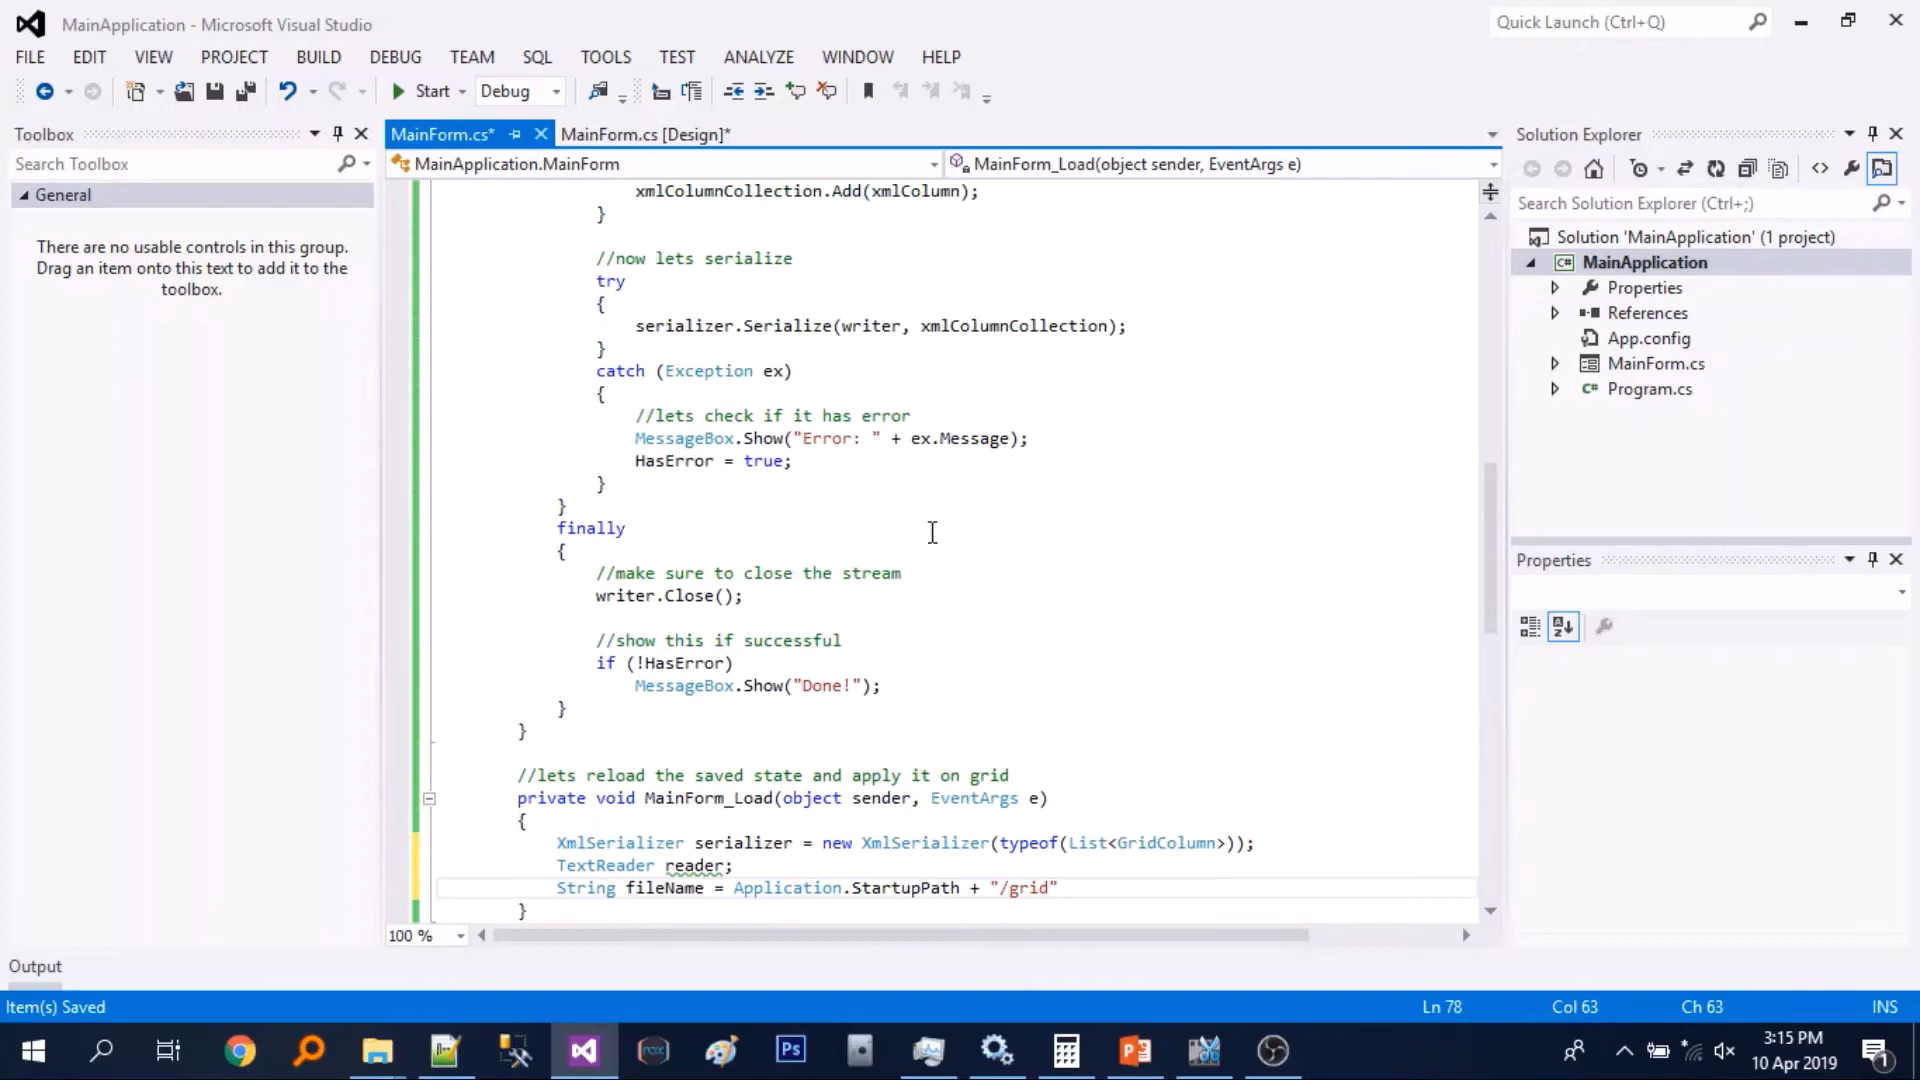 MainApplication - Microsoft Visual Studio
Quick Launch (Ctrl+Q)
FILE EDIT VIEW PROJECT BUILD DEBUG TEAM SQL TOOLS TEST ANALYZE WINDOW HELP
Start Debug
Toolbox
Search Toolbox
General
There are no usable controls in this group.
Drag an item onto this text to add it to the
toolbox.
MainForm.cs* MainForm.cs [Design]*
MainApplication.MainForm MainForm_Load(object sender, EventArgs e)
xmlColumnCollection.Add(xmlColumn);
}
//now lets serialize
try
{
serializer.Serialize(writer, xmlColumnCollection);
}
catch (Exception ex)
{
//lets check if it has error
MessageBox.Show("Error: " + ex.Message);
HasError = true;
}
}
finally
{
//make sure to close the stream
writer.Close();
//show this if successful
if (!HasError)
MessageBox.Show("Done!");
}
}
//lets reload the saved state and apply it on grid
private void MainForm_Load(object sender, EventArgs e)
{
XmlSerializer serializer = new XmlSerializer(typeof(List<GridColumn>));
TextReader reader;
String fileName = Application.StartupPath + "/grid"
}
100 %
Solution Explorer
Search Solution Explorer (Ctrl+;)
Solution 'MainApplication' (1 project)
C# MainApplication
Properties
References
App.config
MainForm.cs
C# Program.cs
Properties
Output
Item(s) Saved
Ln 78 Col 63 Ch 63 INS
Ps
3:15 PM
10 Apr 2019
1